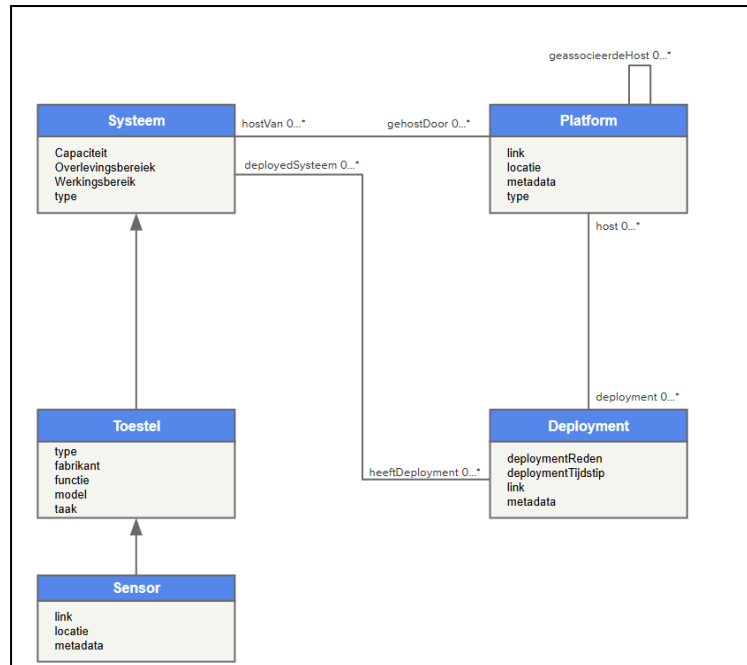 geassocieerdeHost 0...*
Systeem
hostVan 0...*
gehostDoor 0...*
Platform
Capaciteit
Overlevingsbereiek
Werkingsbereik
type
deployedSysteem 0...*
link
locatie
metadata
type
host 0...*
deployment 0...*
Toestel
type
fabrikant
functie
model
taak
heeftDeployment 0...*
Deployment
deploymentReden
deploymentTijdstip
link
metadata
Sensor
link
locatie
metadata